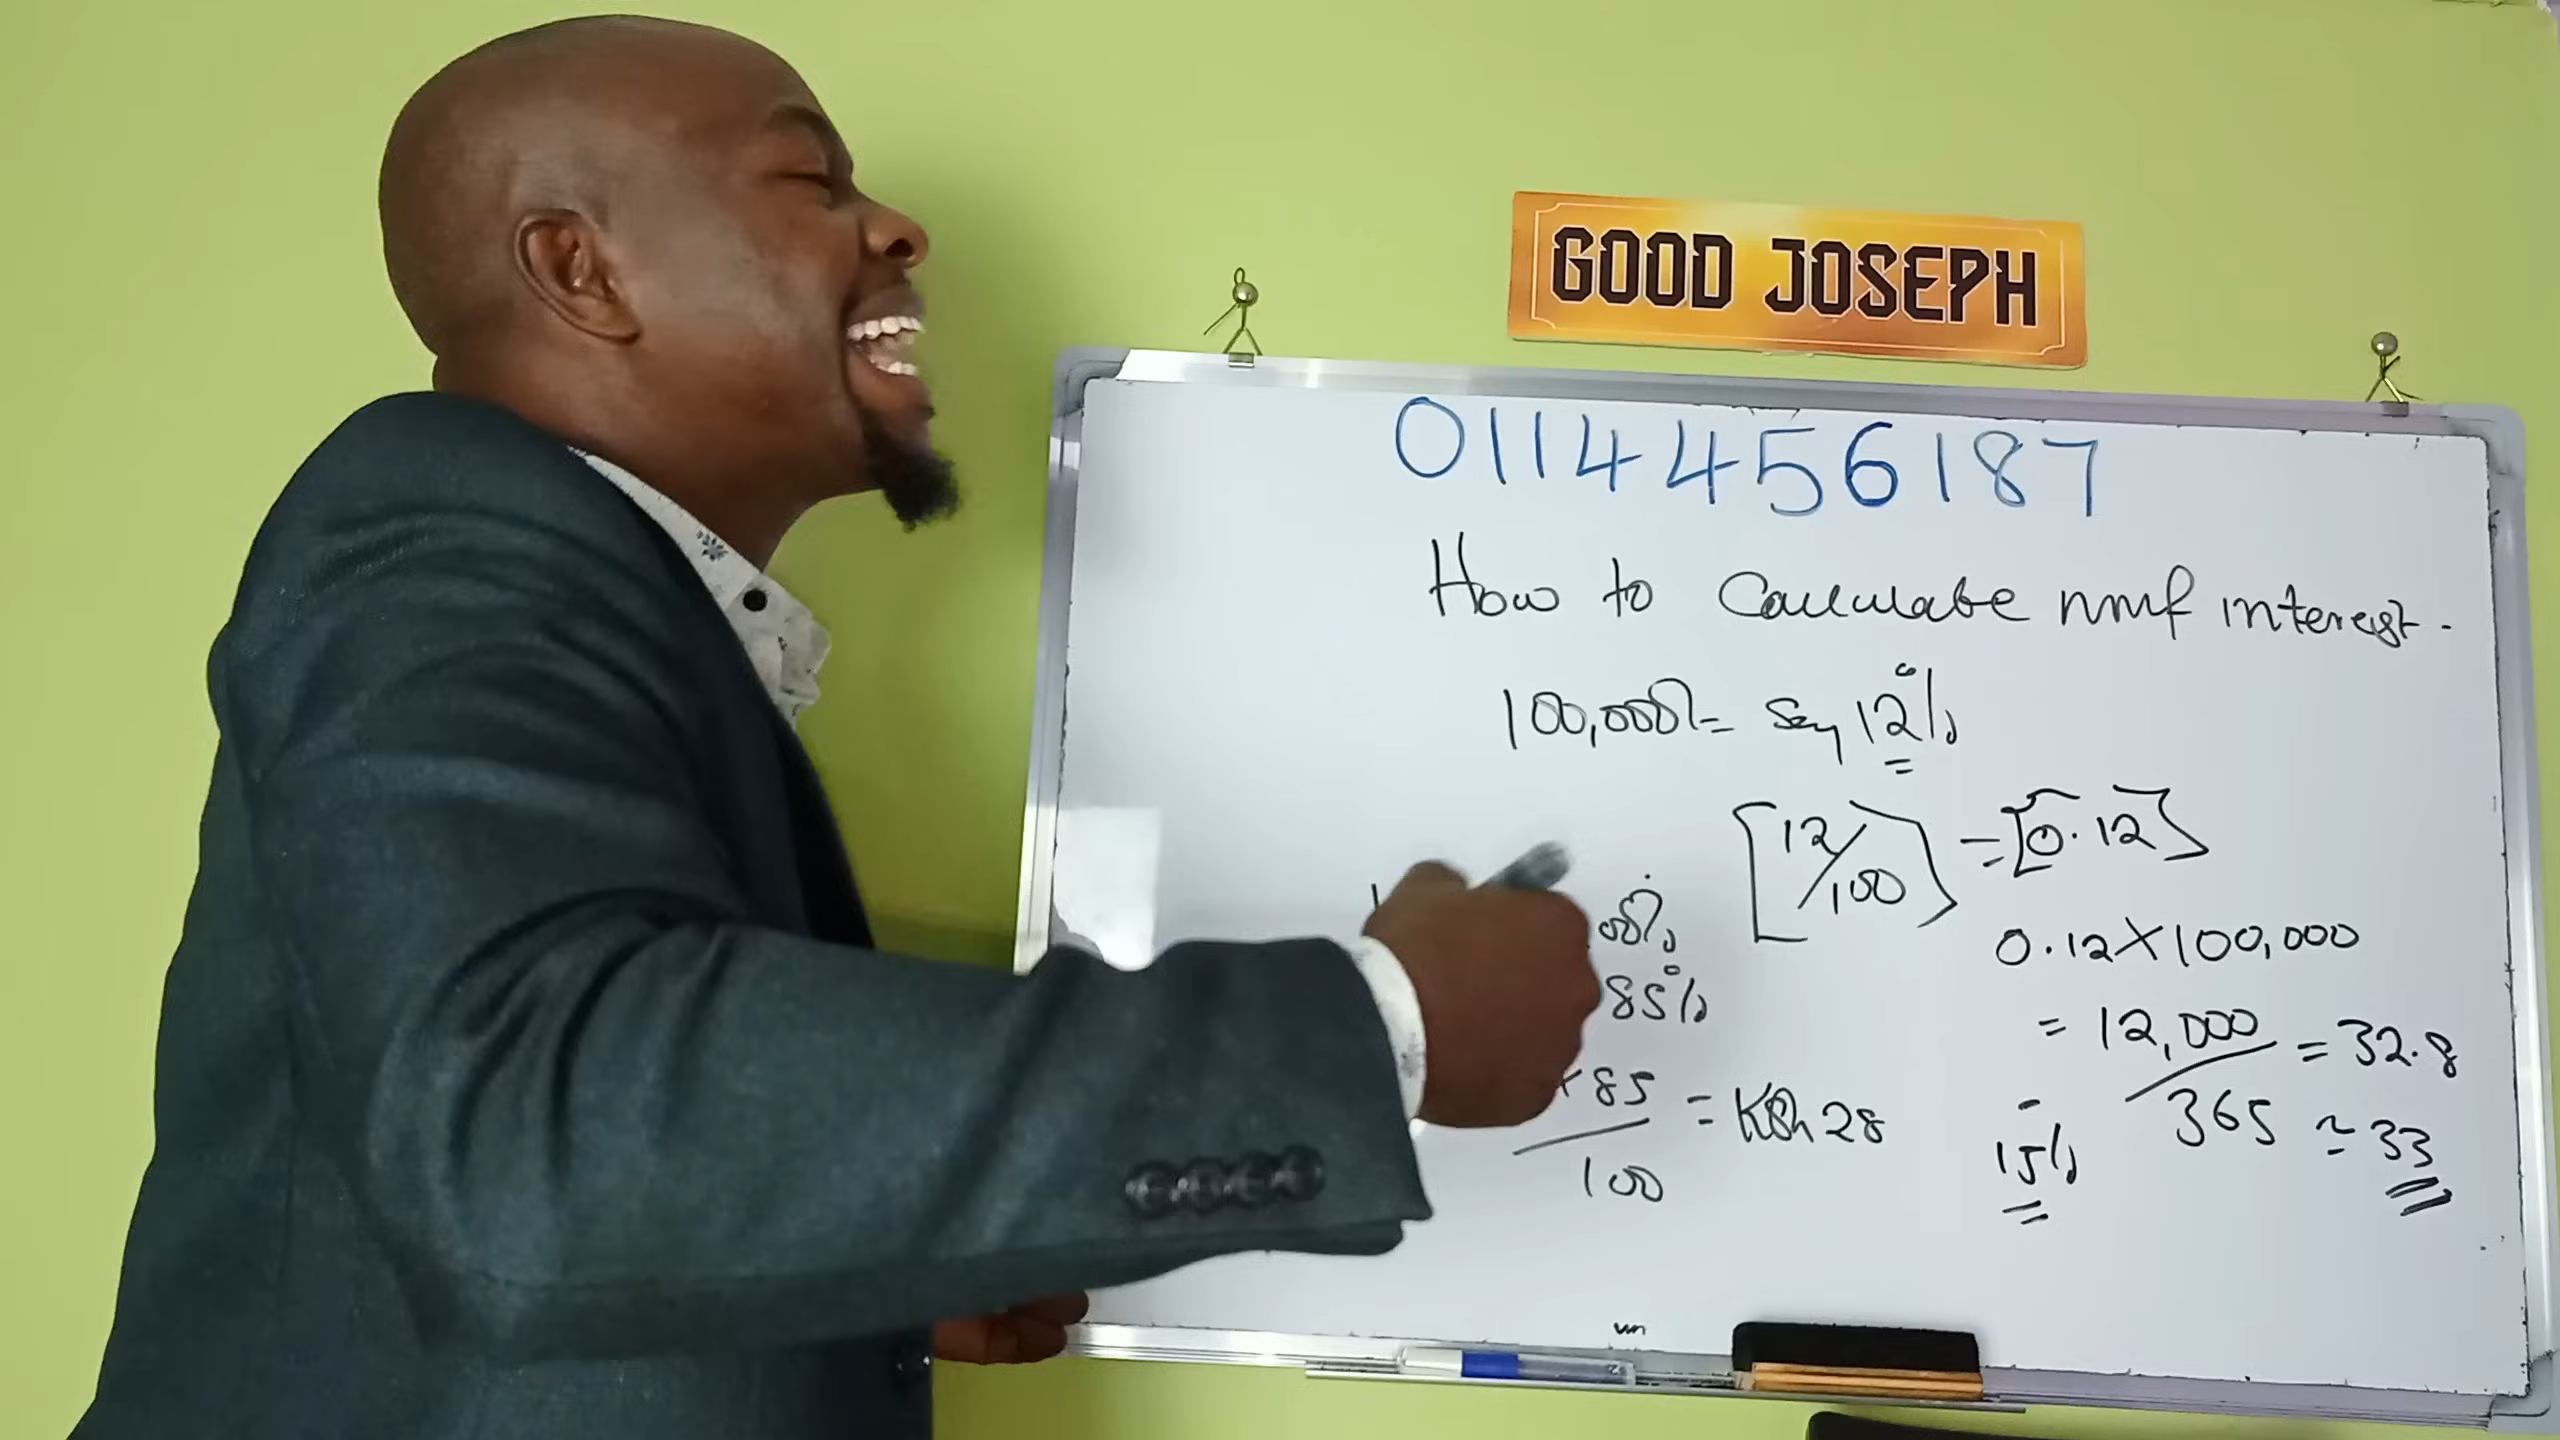 GOOD JOSEPH
0114456187
How to Calculate mmf interest.
100,000/= Say 12%
[12/100] = [0.12]
0.12 X 100,000
85%
= 12,000/365 = 32.8
≈ 33
15%
85/100 = Ksh 28